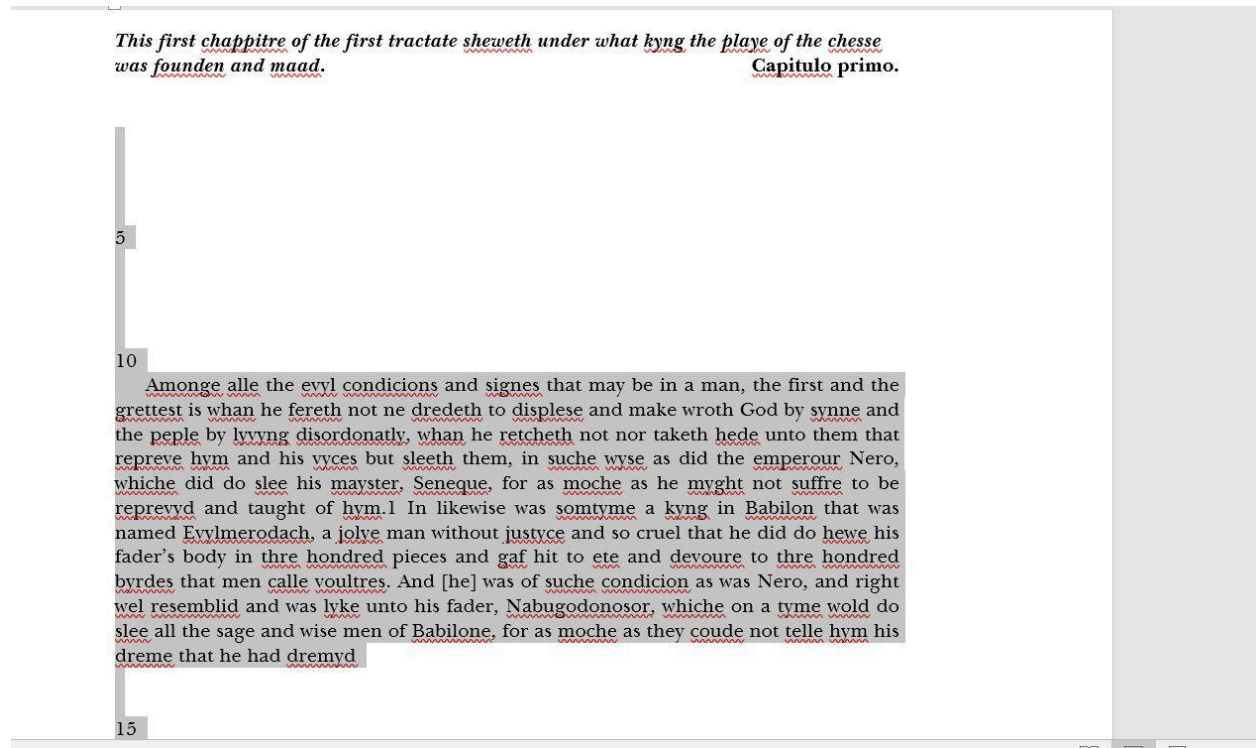 This first chappitre of the first tractate sheweth under what kyng the playe of the chesse
was founden and maad. Capitulo primo.
5
10
Amonge alle the evyl condicions and signes that may be in a man, the first and the
grettest is whan he fereth not ne dredeth to displese and make wroth God by synne and
the peple by lyvyng disordonatly, whan he retcheth not nor taketh hede unto them that
repreve hym and his vyces but sleeth them, in suche wyse as did the emperour Nero,
whiche did do slee his mayster, Seneque, for as moche as he myght not suffre to be
reprevyd and taught of hym.1 In likewise was somtyme a kyng in Babilon that was
named Evylmerodach, a jolye man without justyce and so cruel that he did do hewe his
fader’s body in thre hondred pieces and gaf hit to ete and devoure to thre hondred
byrdes that men calle voultres. And [he] was of suche condicion as was Nero, and right
wel resemblid and was lyke unto his fader, Nabugodonosor, whiche on a tyme wold do
slee all the sage and wise men of Babilone, for as moche as they coude not telle hym his
dreme that he had dremyd
15